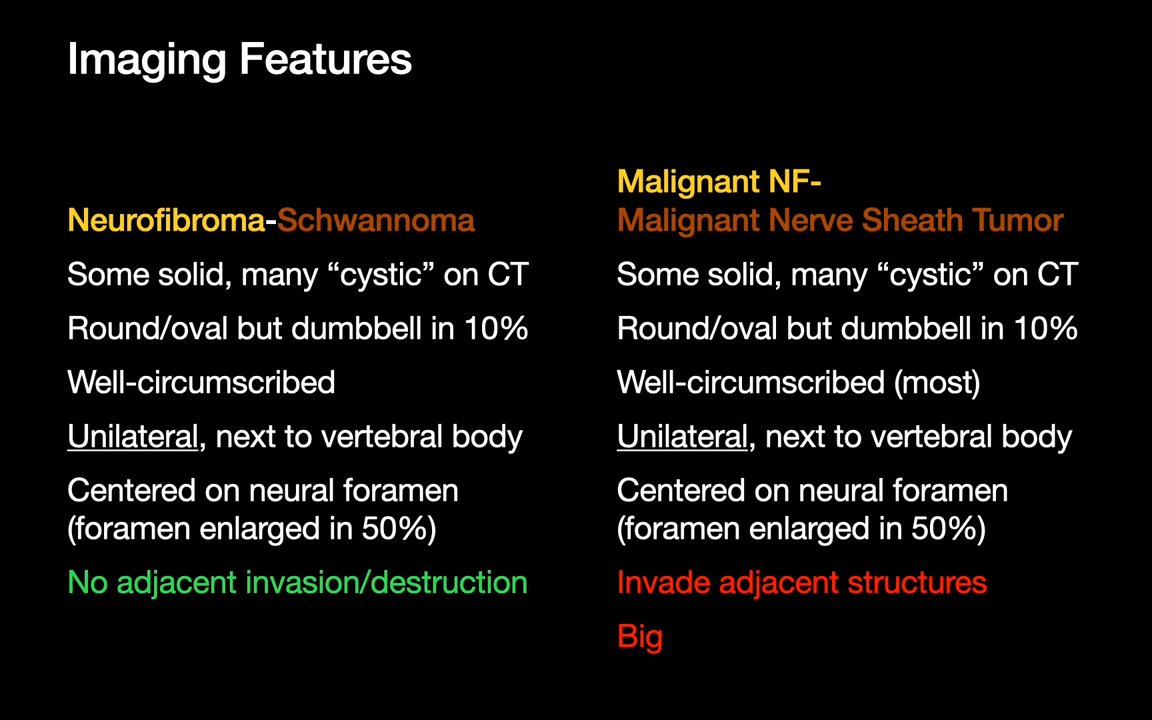 Imaging Features
Neurofibroma-Schwannoma
Some solid, many “cystic” on CT
Round/oval but dumbbell in 10%
Well-circumscribed
Unilateral, next to vertebral body
Centered on neural foramen
(foramen enlarged in 50%)
No adjacent invasion/destruction
Malignant NF-
Malignant Nerve Sheath Tumor
Some solid, many “cystic” on CT
Round/oval but dumbbell in 10%
Well-circumscribed (most)
Unilateral, next to vertebral body
Centered on neural foramen
(foramen enlarged in 50%)
Invade adjacent structures
Big